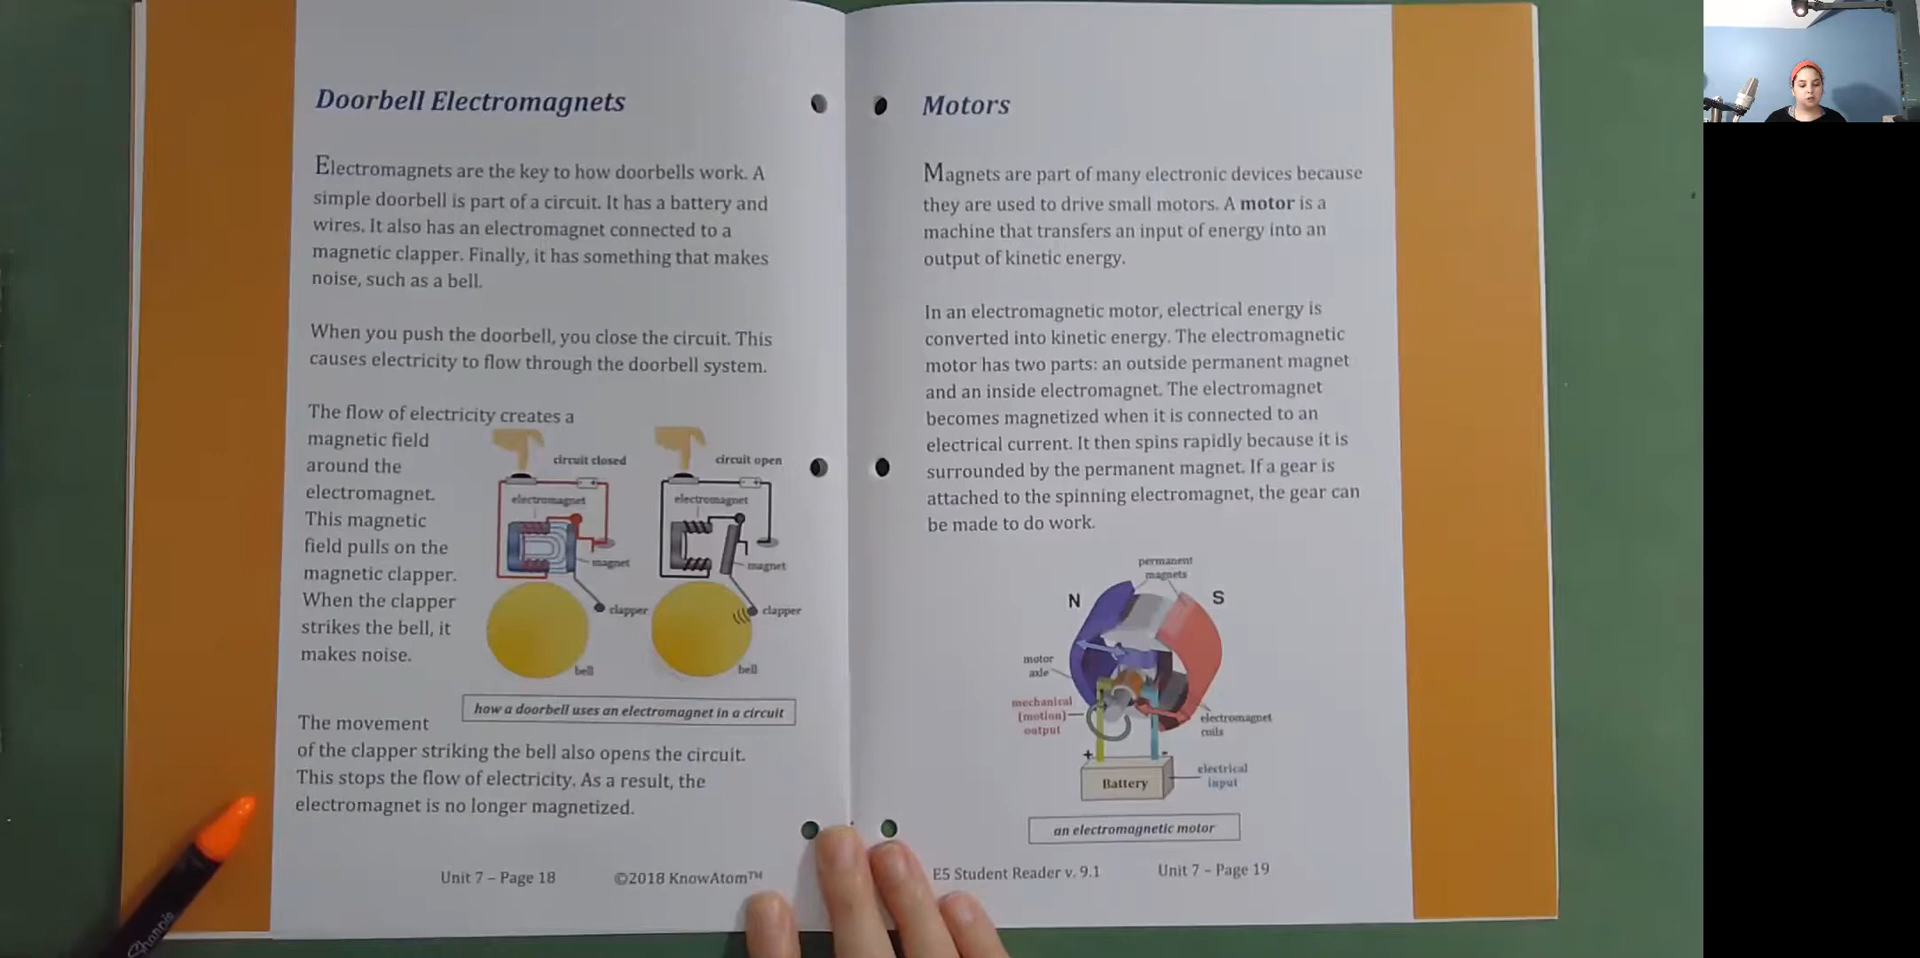 Doorbell Electromagnets
Electromagnets are the key to how doorbells work. A
simple doorbell is part of a circuit. It has a battery and
wires. It also has an electromagnet connected to a
magnetic clapper. Finally, it has something that makes
noise, such as a bell.
When you push the doorbell, you close the circuit. This
causes electricity to flow through the doorbell system.
The flow of electricity creates a
magnetic field
around the
electromagnet.
This magnetic
field pulls on the
magnetic clapper.
When the clapper
strikes the bell, it
makes noise.
circuit closed
electromagnet
magnet
clapper
bell
circuit open
electromagnet
magnet
clapper
bell
how a doorbell uses an electromagnet in a circuit
The movement
of the clapper striking the bell also opens the circuit.
This stops the flow of electricity. As a result, the
electromagnet is no longer magnetized.
Unit 7 – Page 18 ©2018 KnowAtom™
Motors
Magnets are part of many electronic devices because
they are used to drive small motors. A motor is a
machine that transfers an input of energy into an
output of kinetic energy.
In an electromagnetic motor, electrical energy is
converted into kinetic energy. The electromagnetic
motor has two parts: an outside permanent magnet
and an inside electromagnet. The electromagnet
becomes magnetized when it is connected to an
electrical current. It then spins rapidly because it is
surrounded by the permanent magnet. If a gear is
attached to the spinning electromagnet, the gear can
be made to do work.
permanent
magnets
N
S
motor
axle
mechanical
(motion)
output
electromagnet
coils
+
-
Battery
electrical
input
an electromagnetic motor
E5 Student Reader v. 9.1 Unit 7 – Page 19
Channie